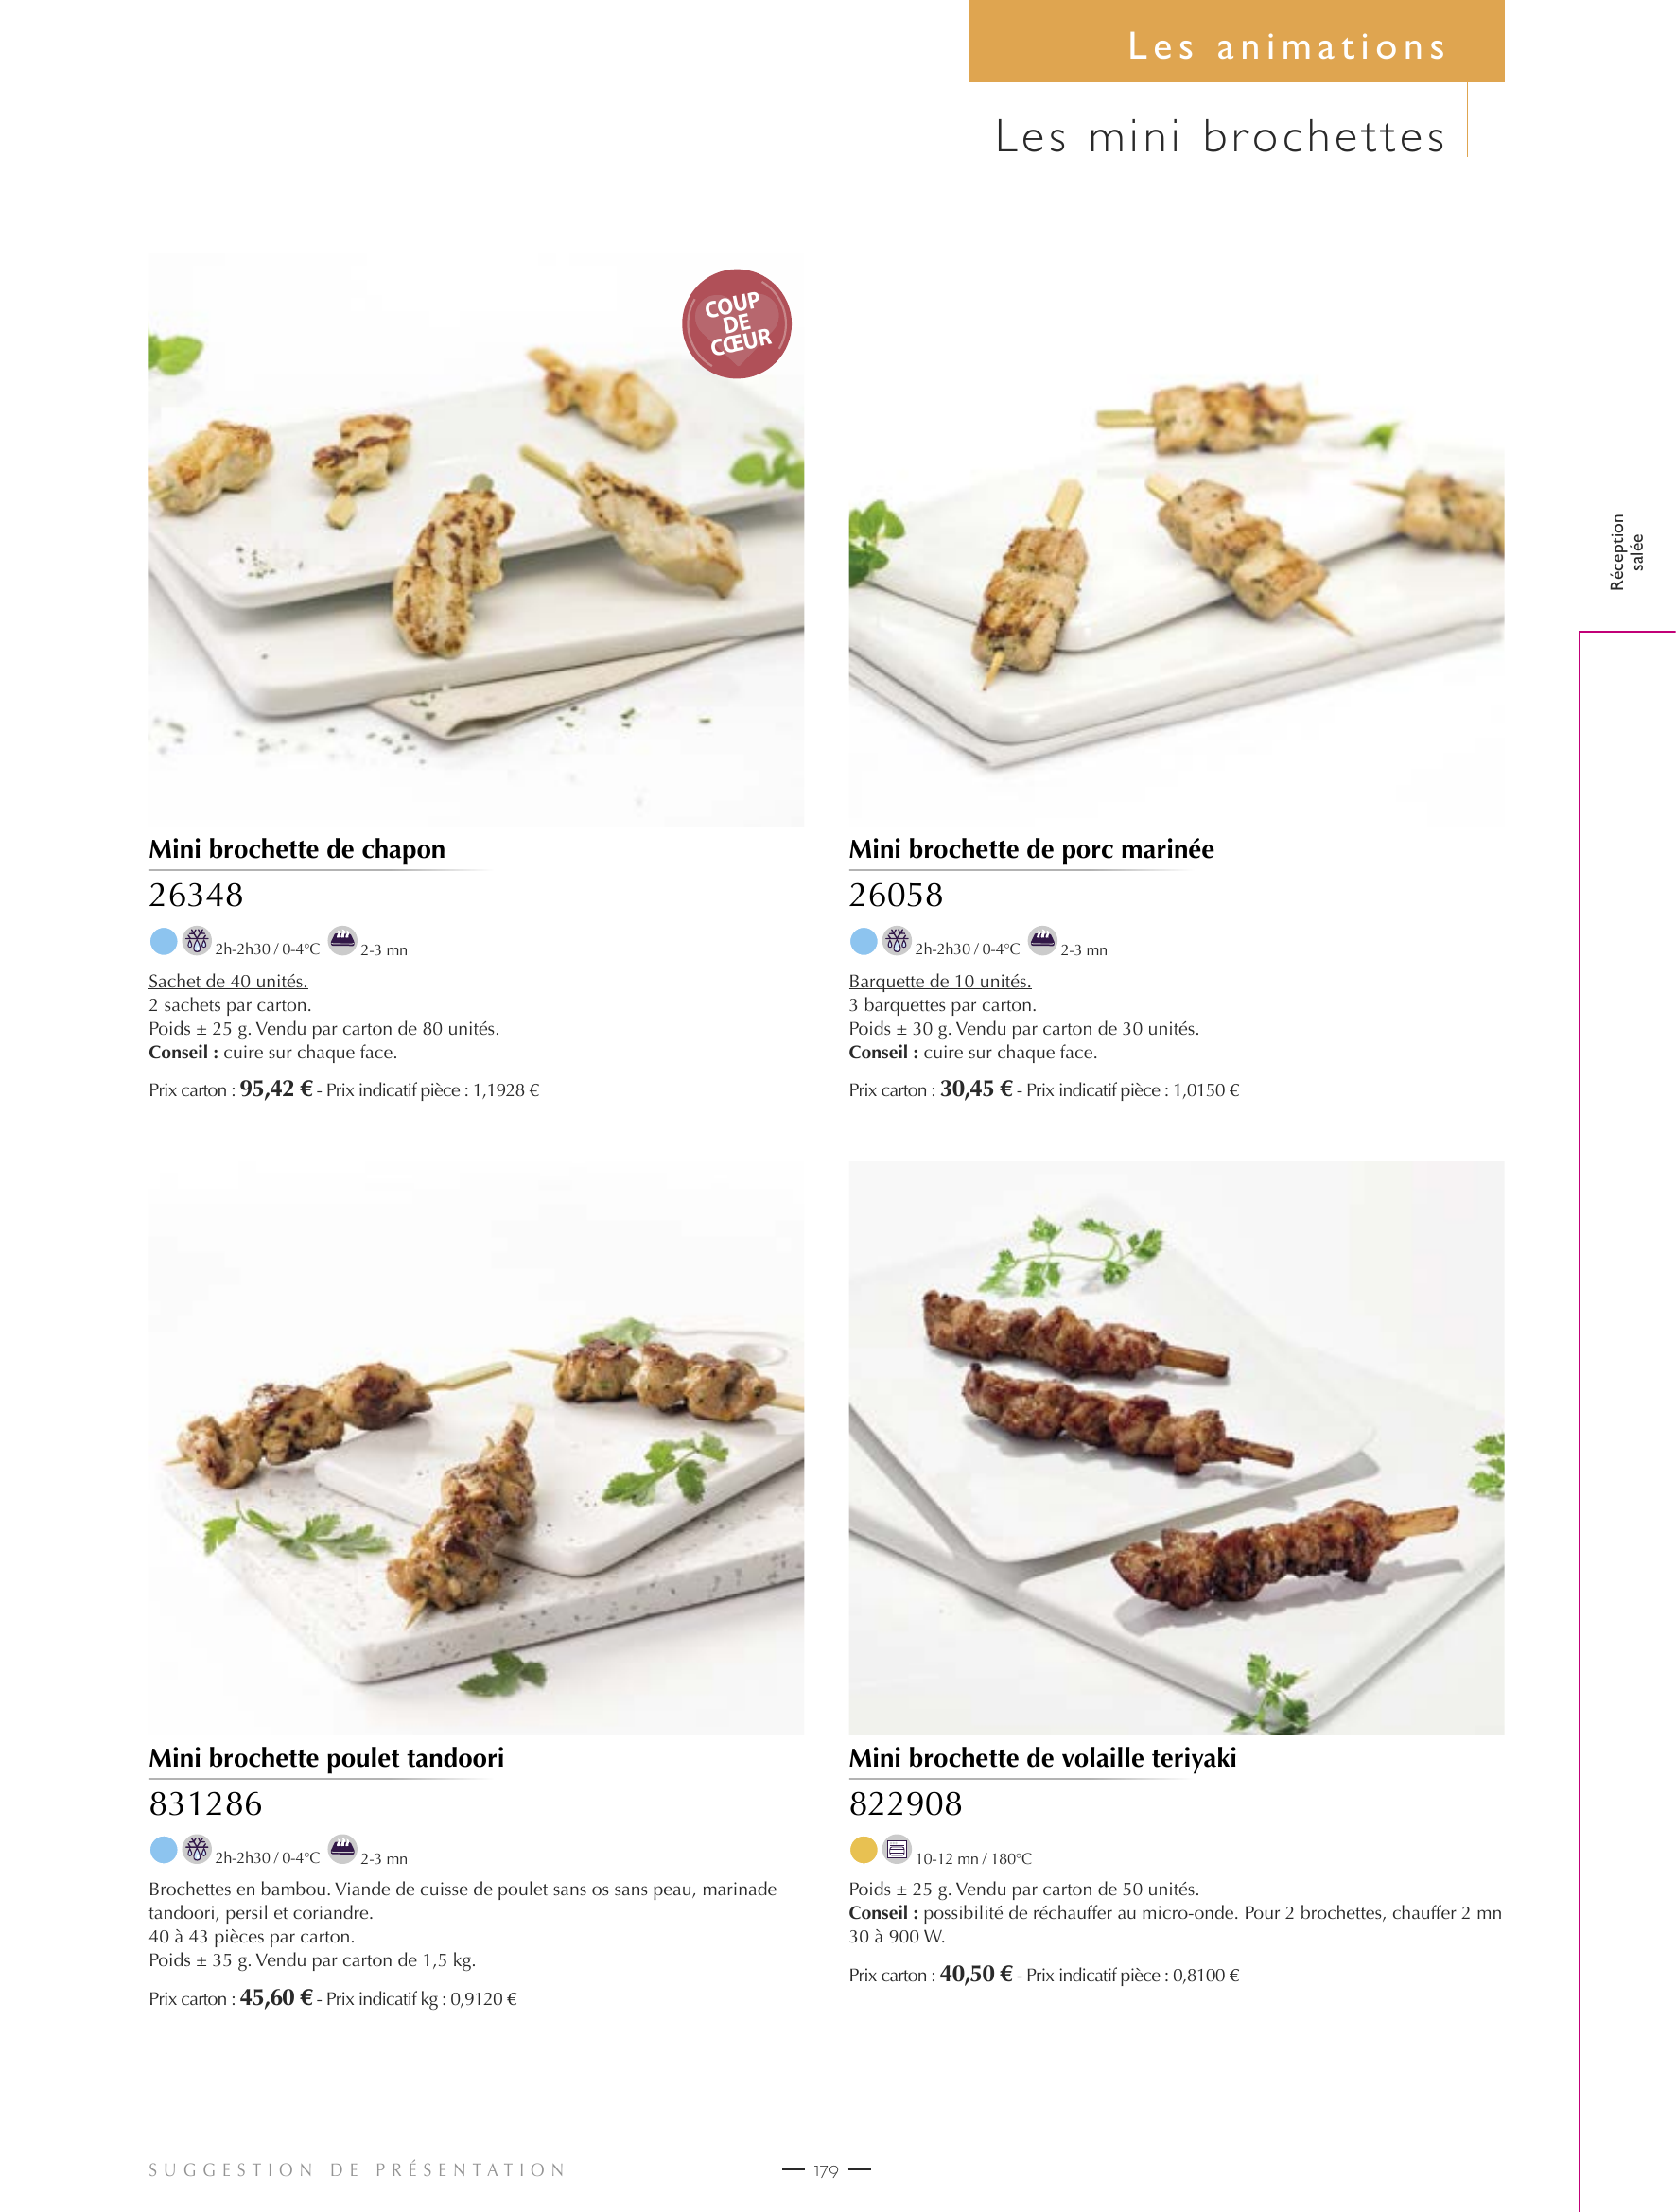 Les animations
Les mini brochettes
Réception
salée
COUP
DE
CŒUR
Mini brochette de chapon
26348
2h-2h30 / 0-4°C 2-3 mn
Sachet de 40 unités.
2 sachets par carton.
Poids ± 25 g. Vendu par carton de 80 unités.
Conseil : cuire sur chaque face.
Prix carton : 95,42 € - Prix indicatif pièce : 1,1928 €
Mini brochette de porc marinée
26058
2h-2h30 / 0-4°C 2-3 mn
Barquette de 10 unités.
3 barquettes par carton.
Poids ± 30 g. Vendu par carton de 30 unités.
Conseil : cuire sur chaque face.
Prix carton : 30,45 € - Prix indicatif pièce : 1,0150 €
Mini brochette poulet tandoori
831286
2h-2h30 / 0-4°C 2-3 mn
Brochettes en bambou. Viande de cuisse de poulet sans os sans peau, marinade
tandoori, persil et coriandre.
40 à 43 pièces par carton.
Poids ± 35 g. Vendu par carton de 1,5 kg.
Prix carton : 45,60 € - Prix indicatif kg : 0,9120 €
Mini brochette de volaille teriyaki
822908
10-12 mn / 180°C
Poids ± 25 g. Vendu par carton de 50 unités.
Conseil : possibilité de réchauffer au micro-onde. Pour 2 brochettes, chauffer 2 mn
30 à 900 W.
Prix carton : 40,50 € - Prix indicatif pièce : 0,8100 €
SUGGESTION DE PRÉSENTATION
179